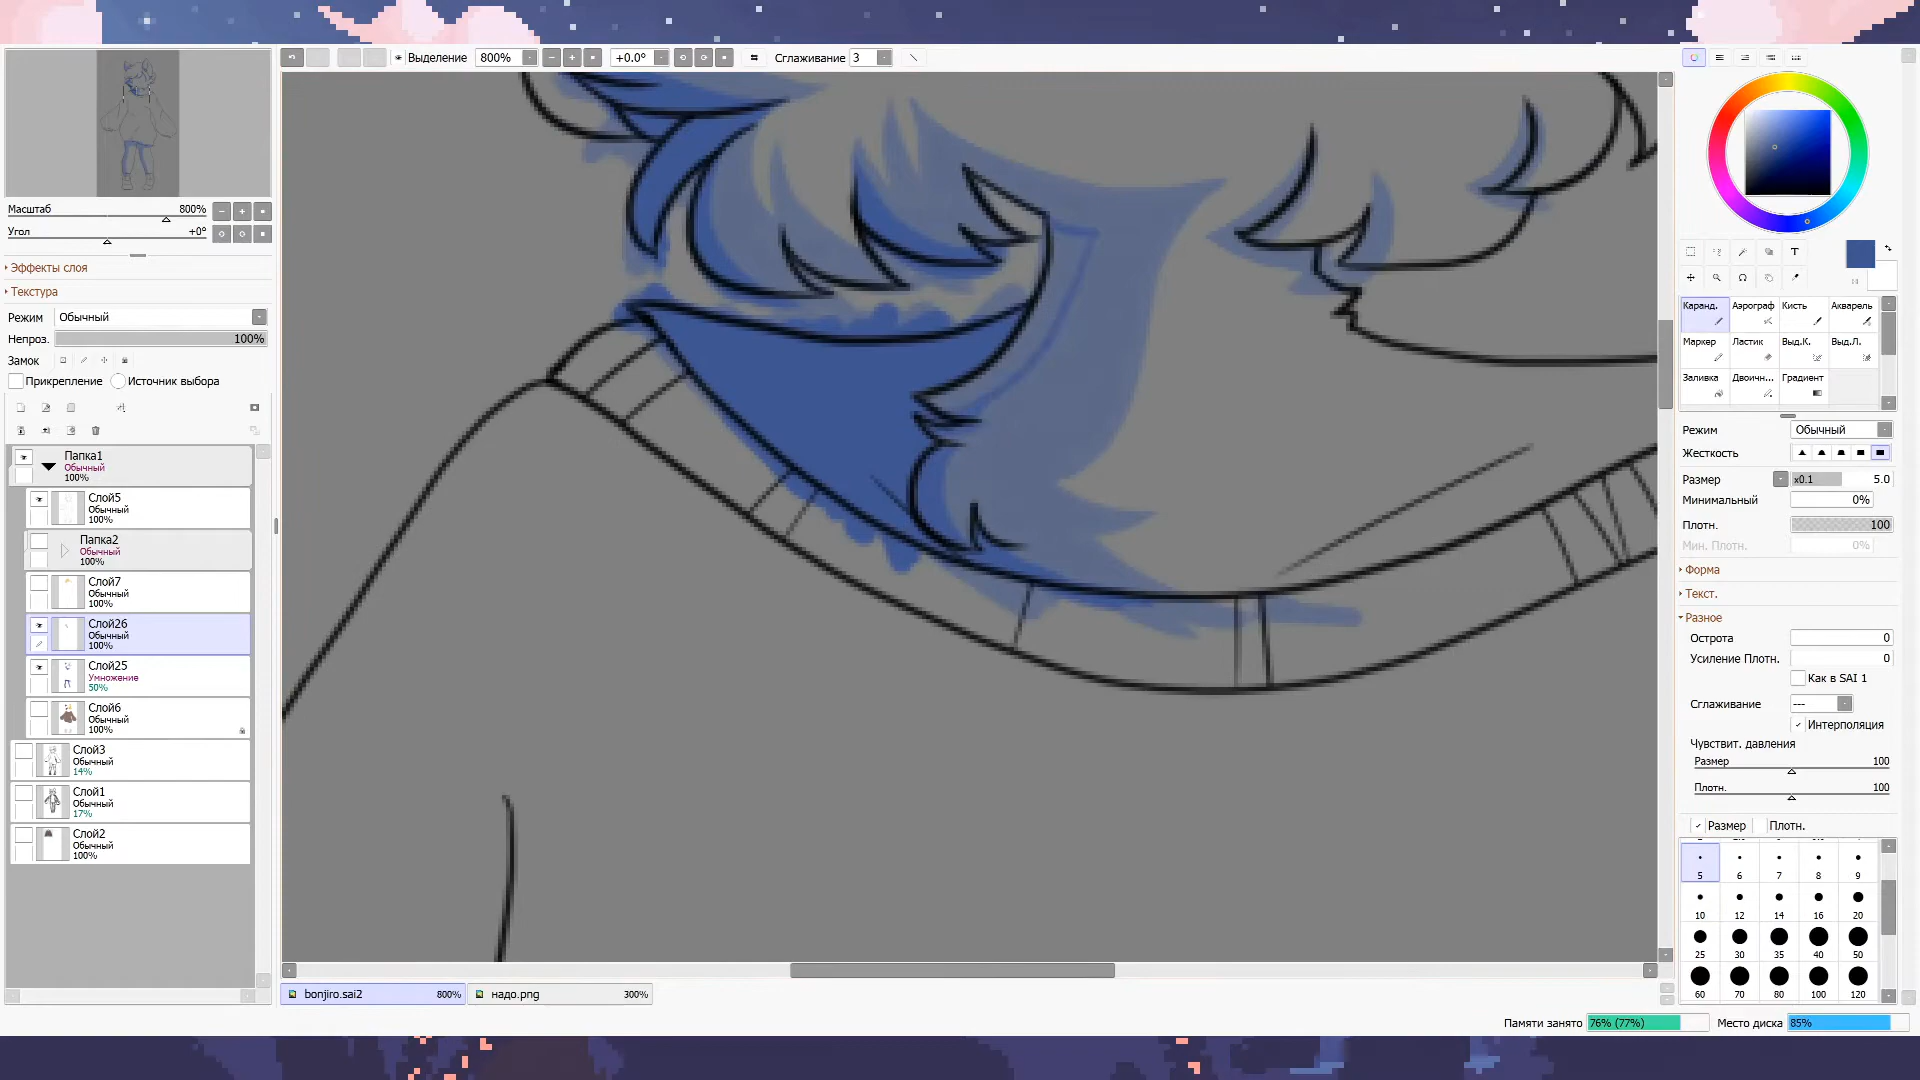 Выделение 800% +0.0° Сглаживание 3
Масштаб 800%
Угол +0°
Эффекты слоя
Текстура
Режим Обычный
Непроз. 100%
Замок
Прикрепление Источник выбора
Папка1
Обычный
100%
Слой5
Обычный
100%
Папка2
Обычный
100%
Слой7
Обычный
100%
Слой26
Обычный
100%
Слой25
Умножение
50%
Слой6
Обычный
100%
Слой3
Обычный
14%
Слой1
Обычный
17%
Слой2
Обычный
100%
bonjiro.sai2 800% надо.png 300%
T
Каранд. Аэрограф Кисть Акварель
Маркер Ластик Выд.К. Выд.Л.
Заливка Двоичн... Градиент
Режим Обычный
Жесткость
Размер x0.1 5.0
Минимальный 0%
Плотн. 100
Мин. Плотн. 0%
Форма
Текст.
Разное
Острота 0
Усиление Плотн. 0
Как в SAI 1
Сглаживание ---
Интерполяция
Чувствит. давления
Размер 100
Плотн. 100
Размер Плотн.
5 6 7 8 9
10 12 14 16 20
25 30 35 40 50
60 70 80 100 120
Памяти занято 76% (77%) Место диска 85%